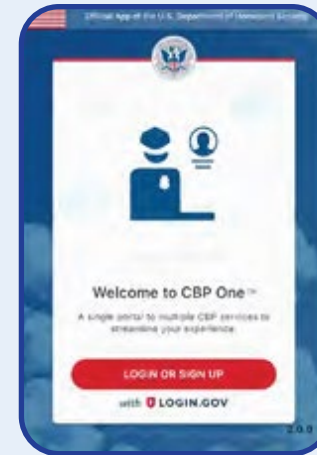 Official App of the U.S. Department of Homeland Security
Welcome to CBP One™
A single portal to multiple CBP services to
streamline your experience.
LOGIN OR SIGN UP
with LOGIN.GOV
2.0.0